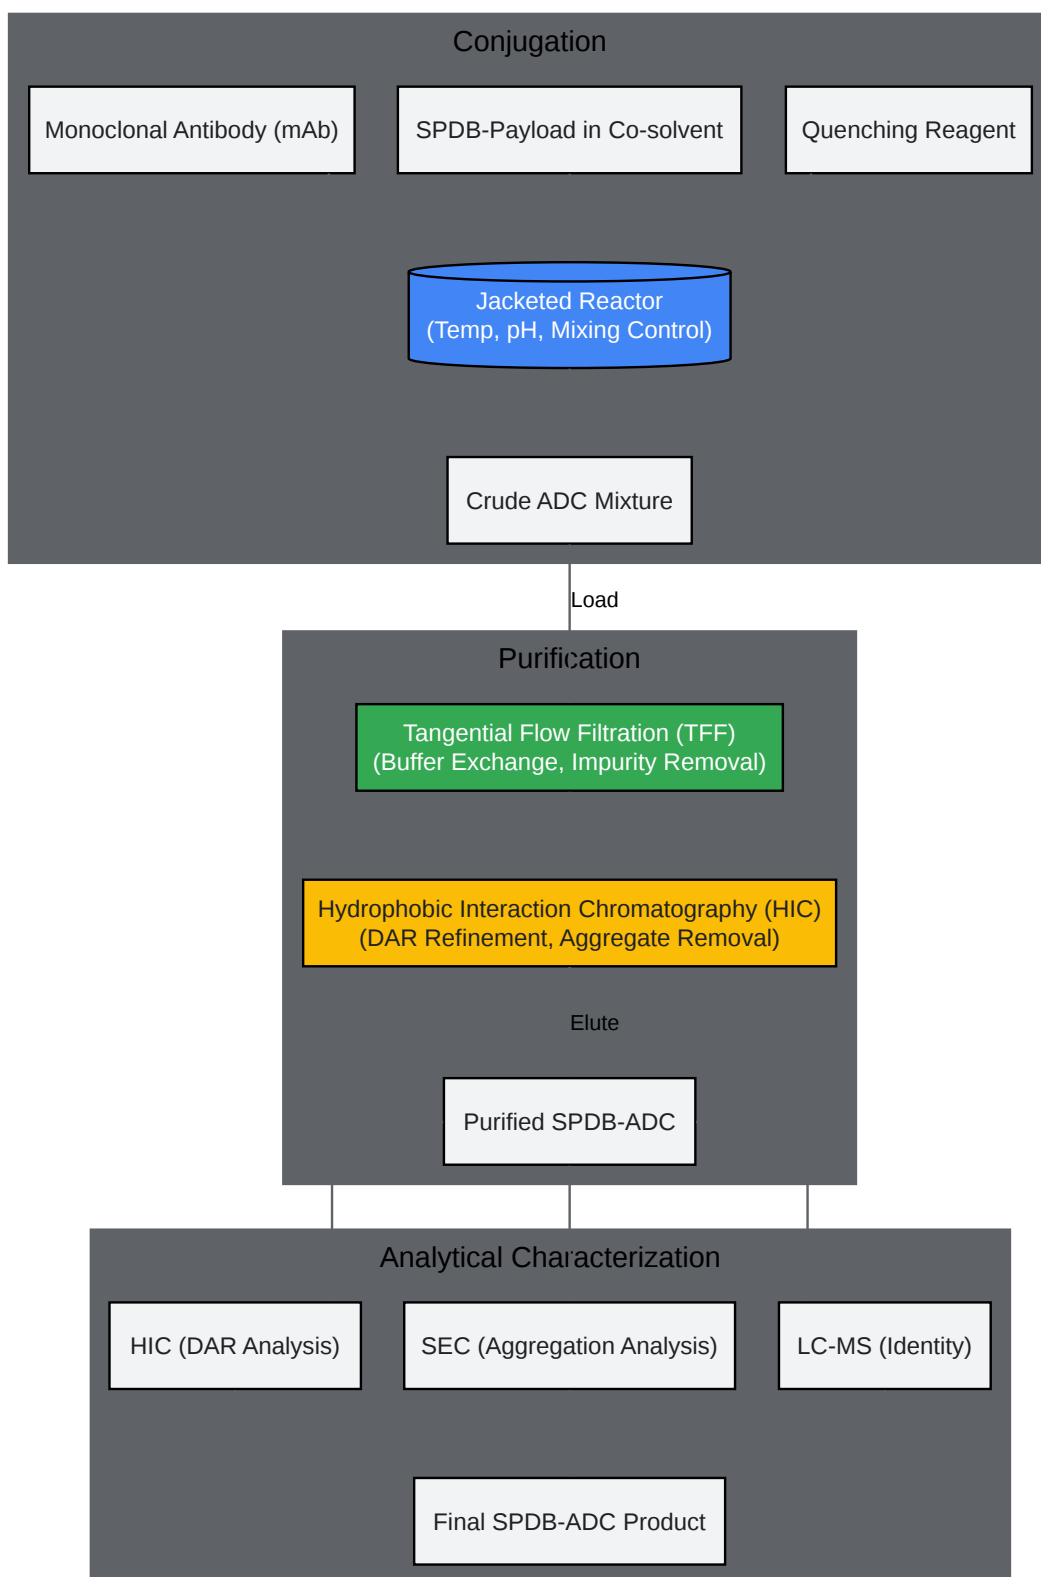 Conjugation
Monoclonal Antibody (mAb)
SPDB-Payload in Co-solvent
Quenching Reagent
Jacketed Reactor
(Temp, pH, Mixing Control)
Crude ADC Mixture
Load
Purification
Tangential Flow Filtration (TFF)
(Buffer Exchange, Impurity Removal)
Hydrophobic Interaction Chromatography (HIC)
(DAR Refinement, Aggregate Removal)
Elute
Purified SPDB-ADC
Analytical Characterization
HIC (DAR Analysis)
SEC (Aggregation Analysis)
LC-MS (Identity)
Final SPDB-ADC Product